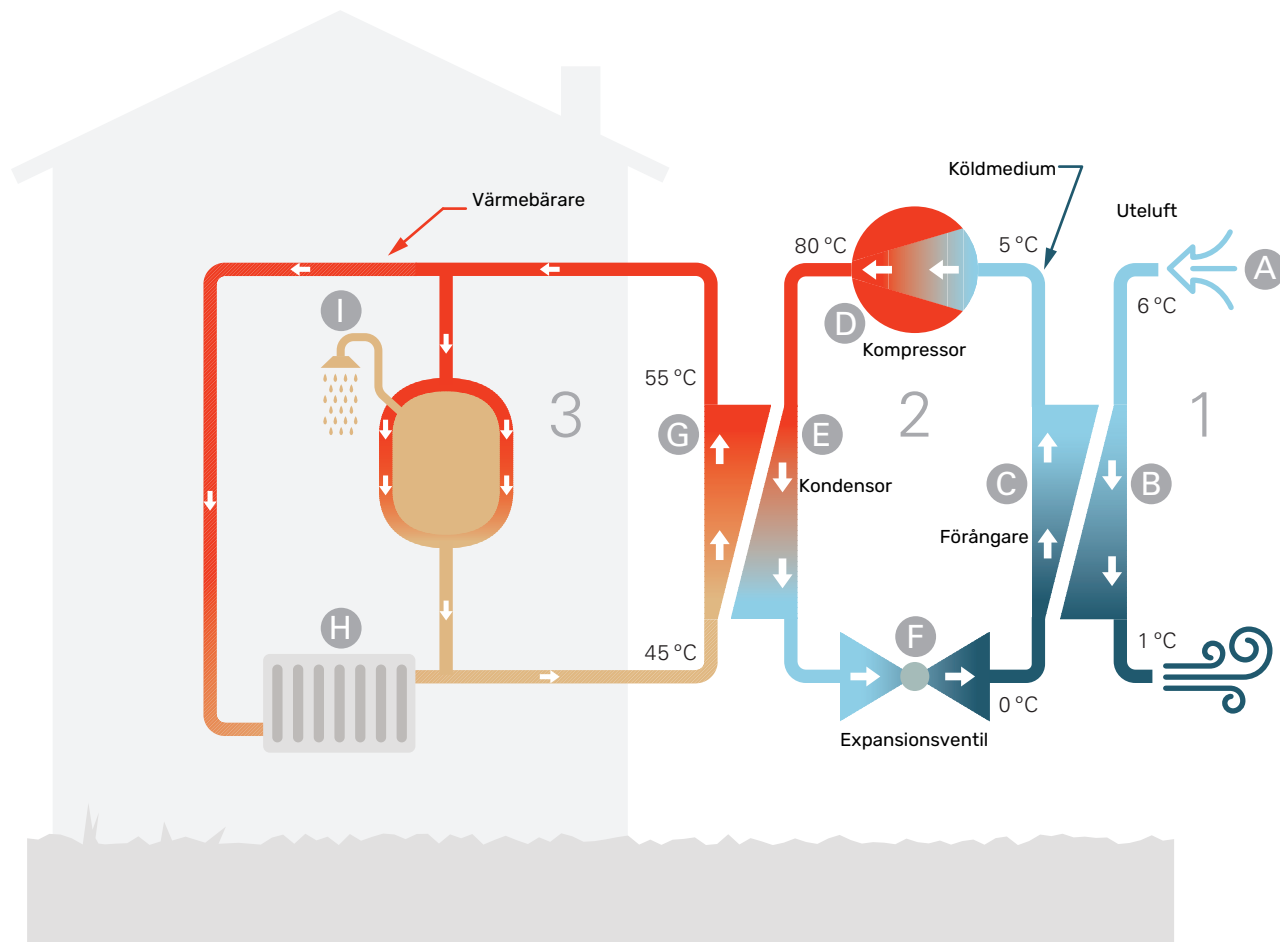 Köldmedium
Värmebärare
Uteluft
80 °C
5 °C
A
6 °C
I
D
Kompressor
55 °C
3
2
1
G
E
Kondensor
C
B
Förångare
H
F
45 °C
1 °C
0 °C
Expansionsventil